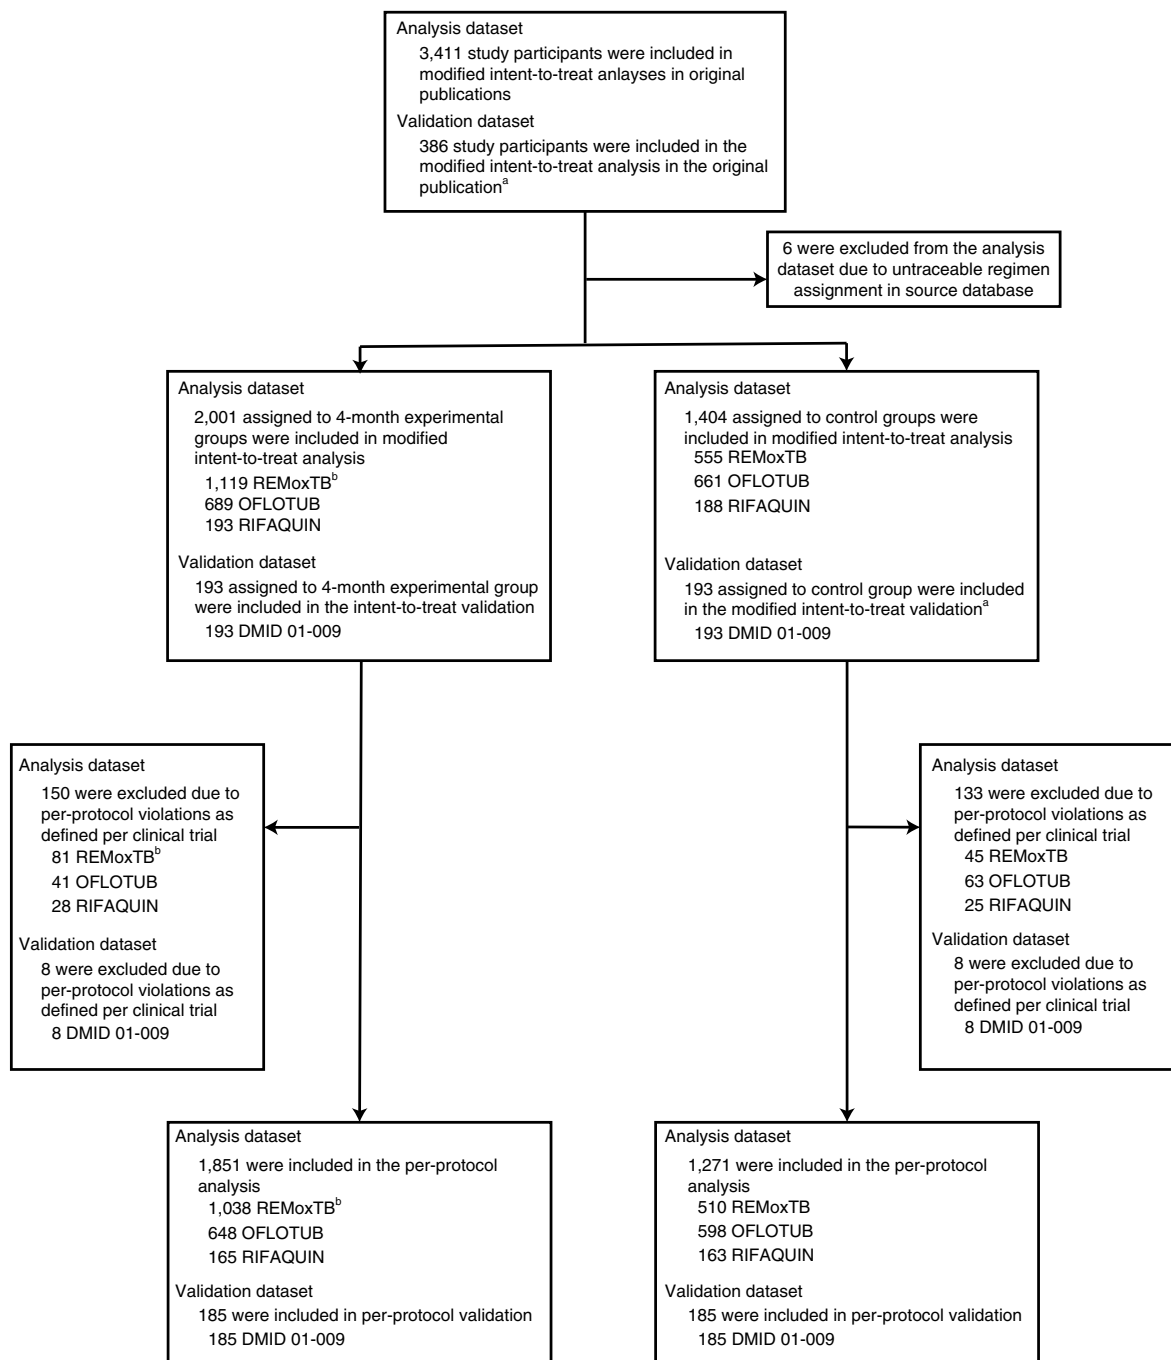 Analysis dataset
3,411 study participants were included in
modified intent-to-treat anlayses in original
publications
Validation dataset
386 study participants were included in the
modified intent-to-treat analysis in the original
publicationᵃ
6 were excluded from the analysis
dataset due to untraceable regimen
assignment in source database
Analysis dataset
2,001 assigned to 4-month experimental
groups were included in modified
intent-to-treat analysis
1,119 REMoxTBᵇ
689 OFLOTUB
193 RIFAQUIN
Validation dataset
193 assigned to 4-month experimental group
were included in the intent-to-treat validation
193 DMID 01-009
Analysis dataset
1,404 assigned to control groups were
included in modified intent-to-treat analysis
555 REMoxTB
661 OFLOTUB
188 RIFAQUIN
Validation dataset
193 assigned to control group were included
in the modified intent-to-treat validationᵃ
193 DMID 01-009
Analysis dataset
150 were excluded due to
per-protocol violations as
defined per clinical trial
81 REMoxTBᵇ
41 OFLOTUB
28 RIFAQUIN
Validation dataset
8 were excluded due to
per-protocol violations as
defined per clinical trial
8 DMID 01-009
Analysis dataset
133 were excluded due to
per-protocol violations as
defined per clinical trial
45 REMoxTB
63 OFLOTUB
25 RIFAQUIN
Validation dataset
8 were excluded due to
per-protocol violations as
defined per clinical trial
8 DMID 01-009
Analysis dataset
1,851 were included in the per-protocol
analysis
1,038 REMoxTBᵇ
648 OFLOTUB
165 RIFAQUIN
Validation dataset
185 were included in per-protocol validation
185 DMID 01-009
Analysis dataset
1,271 were included in the per-protocol
analysis
510 REMoxTB
598 OFLOTUB
163 RIFAQUIN
Validation dataset
185 were included in per-protocol validation
185 DMID 01-009